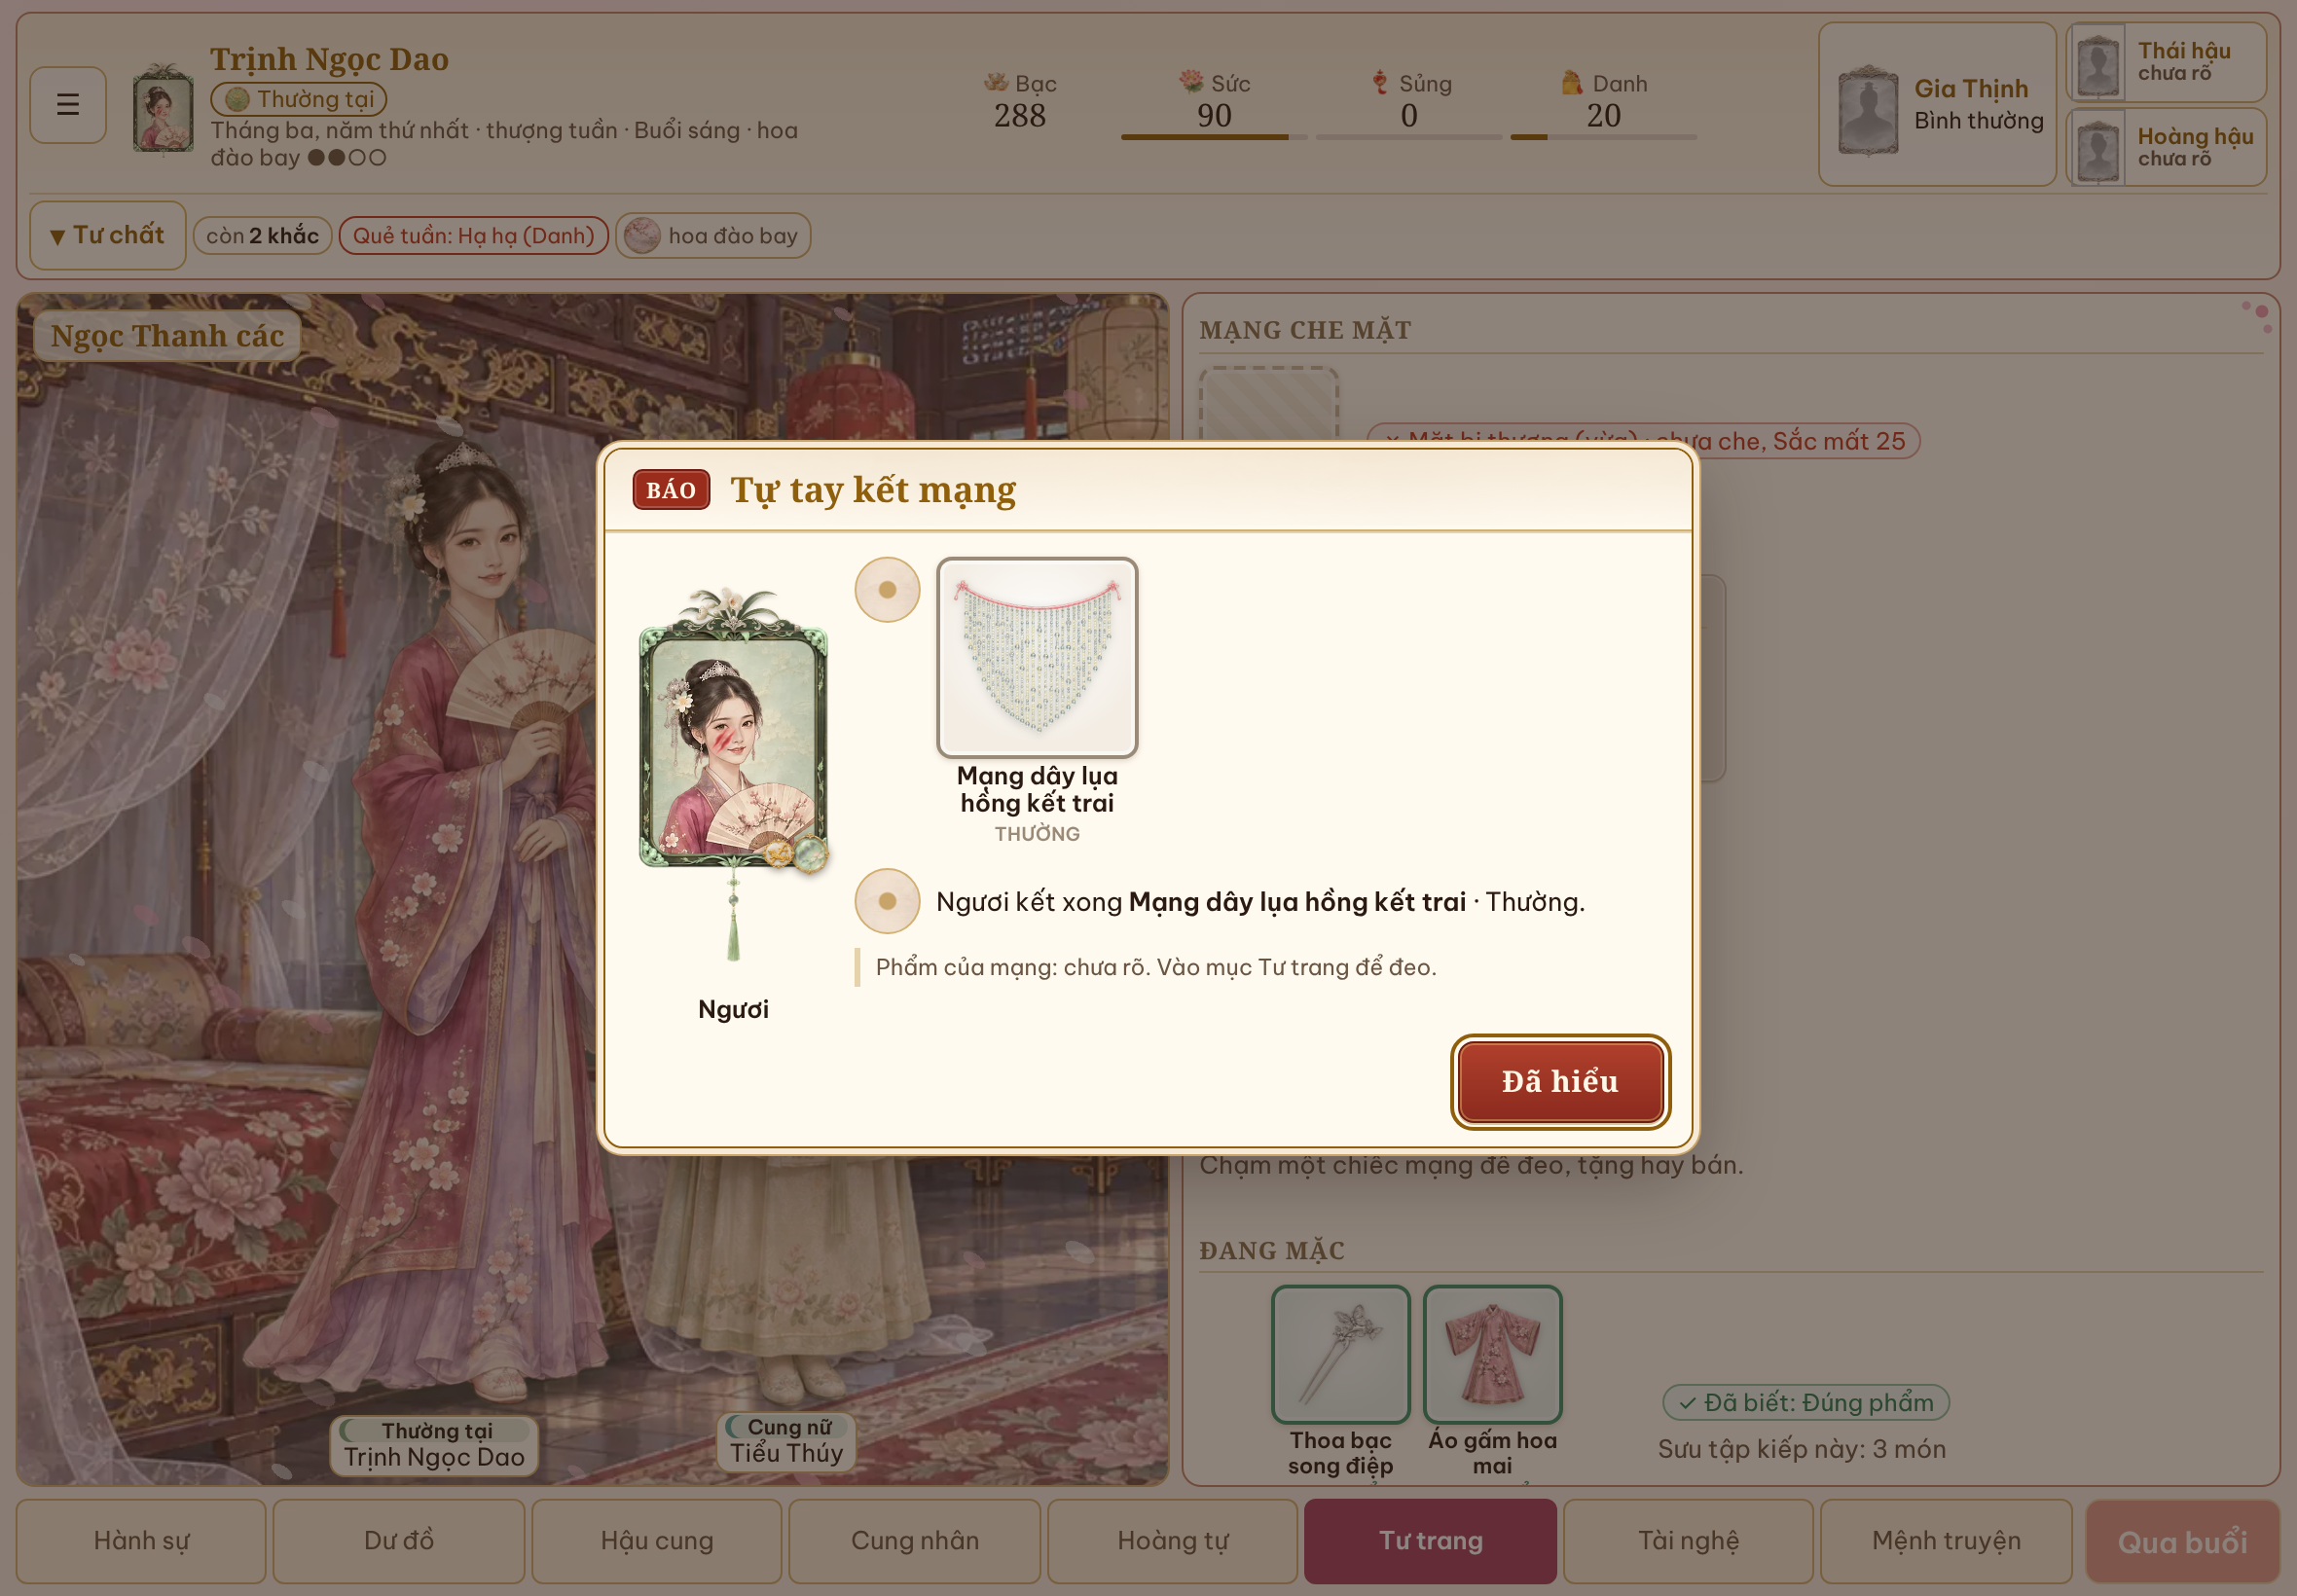 ☰
Trịnh Ngọc Dao
Thường tại
Tháng ba, năm thứ nhất · thượng tuần · Buổi sáng · hoa
đào bay ●●○○
Bạc
288
Sức
90
Sủng
0
Danh
20
Gia Thịnh
Bình thường
Thái hậu
chưa rõ
Hoàng hậu
chưa rõ
▼ Tư chất
còn 2 khắc
Quẻ tuần: Hạ hạ (Danh)
hoa đào bay
Ngọc Thanh các
MẠNG CHE MẶT
× Mặt bị thương (vừa) · chưa che, Sắc mất 25
BÁO
Tự tay kết mạng
Mạng dây lụa
hồng kết trai
THƯỜNG
Ngươi kết xong Mạng dây lụa hồng kết trai · Thường.
Phẩm của mạng: chưa rõ. Vào mục Tư trang để đeo.
Ngươi
Đã hiểu
Chạm một chiếc mạng để đeo, tặng hay bán.
ĐANG MẶC
Thoa bạc
song điệp
Áo gấm hoa
mai
✓ Đã biết: Đúng phẩm
Sưu tập kiếp này: 3 món
Thường tại
Trịnh Ngọc Dao
Cung nữ
Tiểu Thúy
Hành sự
Dư đồ
Hậu cung
Cung nhân
Hoàng tự
Tư trang
Tài nghệ
Mệnh truyện
Qua buổi